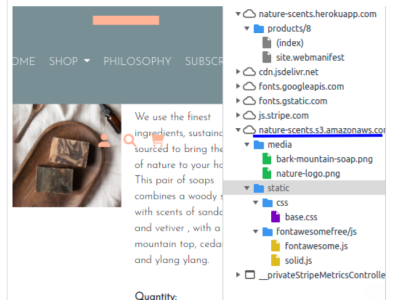 OME SHOP PHILOSOPHY SUBSCR
We use the finest
ingredients, sustaina
sourced to bring the
of nature to your ho
This pair of soaps
combines a woody s
with scents of sanda
and vetiver , with a
mountain top, ceda
and ylang ylang.
Quantity:
nature-scents.herokuapp.com
products/8
(index)
site.webmanifest
cdn.jsdelivr.net
fonts.googleapis.com
fonts.gstatic.com
js.stripe.com
nature-scents.s3.amazonaws.co
media
bark-mountain-soap.png
nature-logo.png
static
css
base.css
fontawesomefree/js
fontawesome.js
solid.js
__privateStripeMetricsControlle